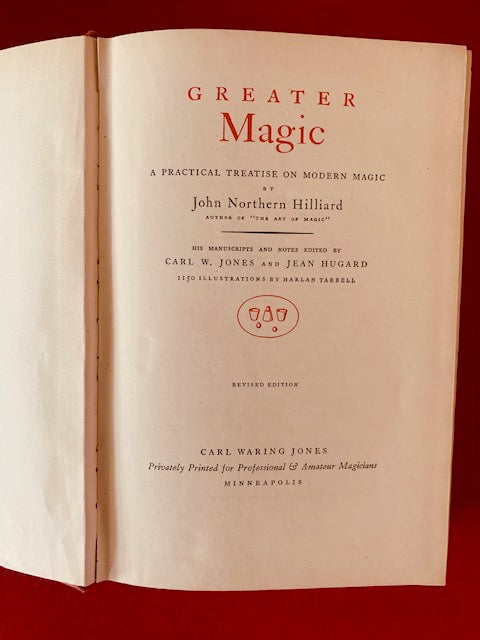 GREATER
Magic
A PRACTICAL TREATISE ON MODERN MAGIC
BY
John Northern Hilliard
AUTHOR OF "THE ART OF MAGIC"
HIS MANUSCRIPTS AND NOTES EDITED BY
CARL W. JONES AND JEAN HUGARD
1150 ILLUSTRATIONS BY HARLAN TARBELL
REVISED EDITION
CARL WARING JONES
Privately Printed for Professional & Amateur Magicians
MINNEAPOLIS